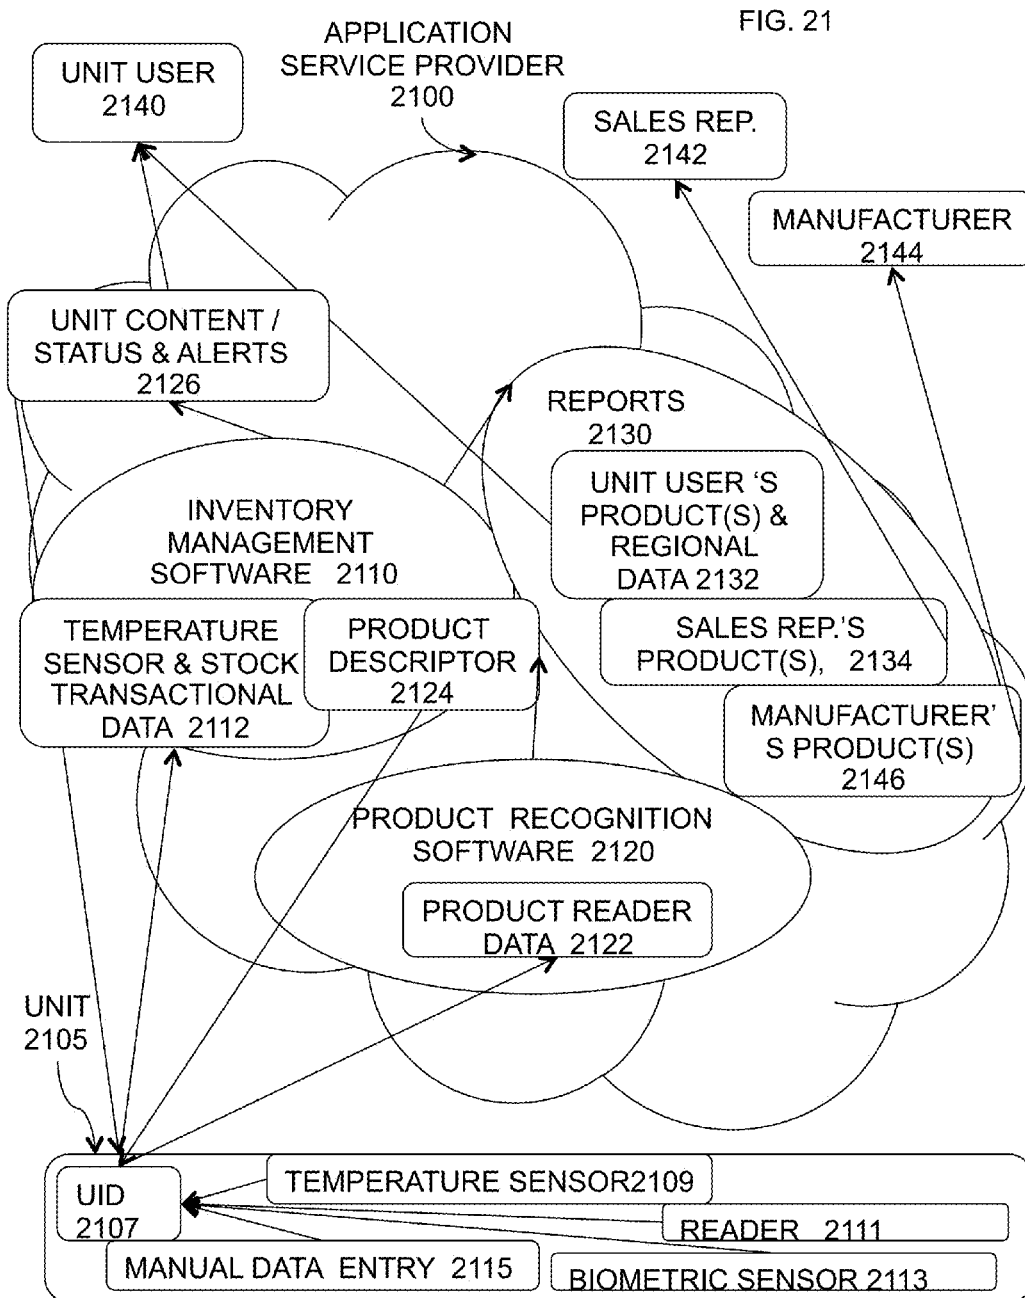 FIG. 21
APPLICATION
SERVICE PROVIDER
2100
UNIT USER
2140
SALES REP.
2142
MANUFACTURER
2144
UNIT CONTENT /
STATUS & ALERTS
2126
REPORTS
2130
UNIT USER ‘S
PRODUCT(S) &
REGIONAL
DATA 2132
INVENTORY
MANAGEMENT
SOFTWARE 2110
TEMPERATURE
SENSOR & STOCK
TRANSACTIONAL
DATA 2112
PRODUCT
DESCRIPTOR
2124
SALES REP.’S
PRODUCT(S), 2134
MANUFACTURER’
S PRODUCT(S)
2146
PRODUCT RECOGNITION
SOFTWARE 2120
PRODUCT READER
DATA 2122
UNIT
2105
UID
2107
TEMPERATURE SENSOR2109
READER 2111
MANUAL DATA ENTRY 2115
BIOMETRIC SENSOR 2113